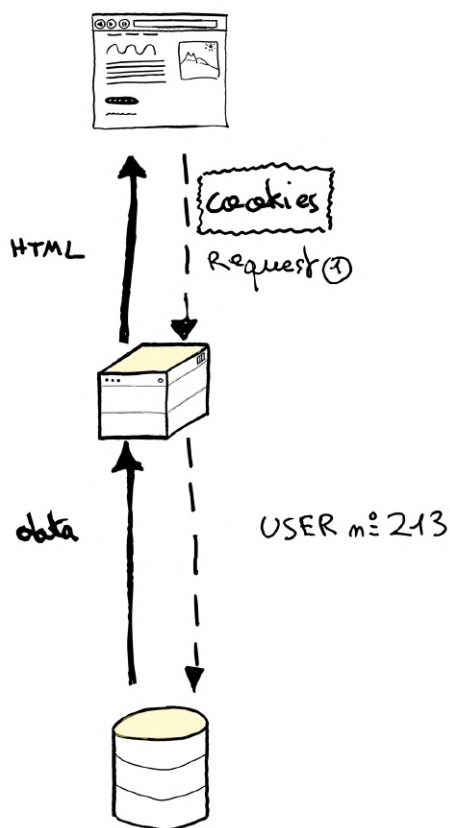 cookies
HTML
Request ①
data
USER n° 213